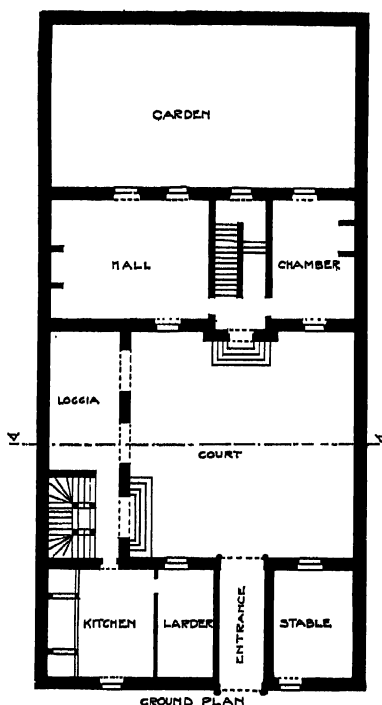 GARDEN
HALL
CHAMBER
LOGGIA
COURT
A
A
KITCHEN
LARDER
ENTRANCE
STABLE
GROUND PLAN